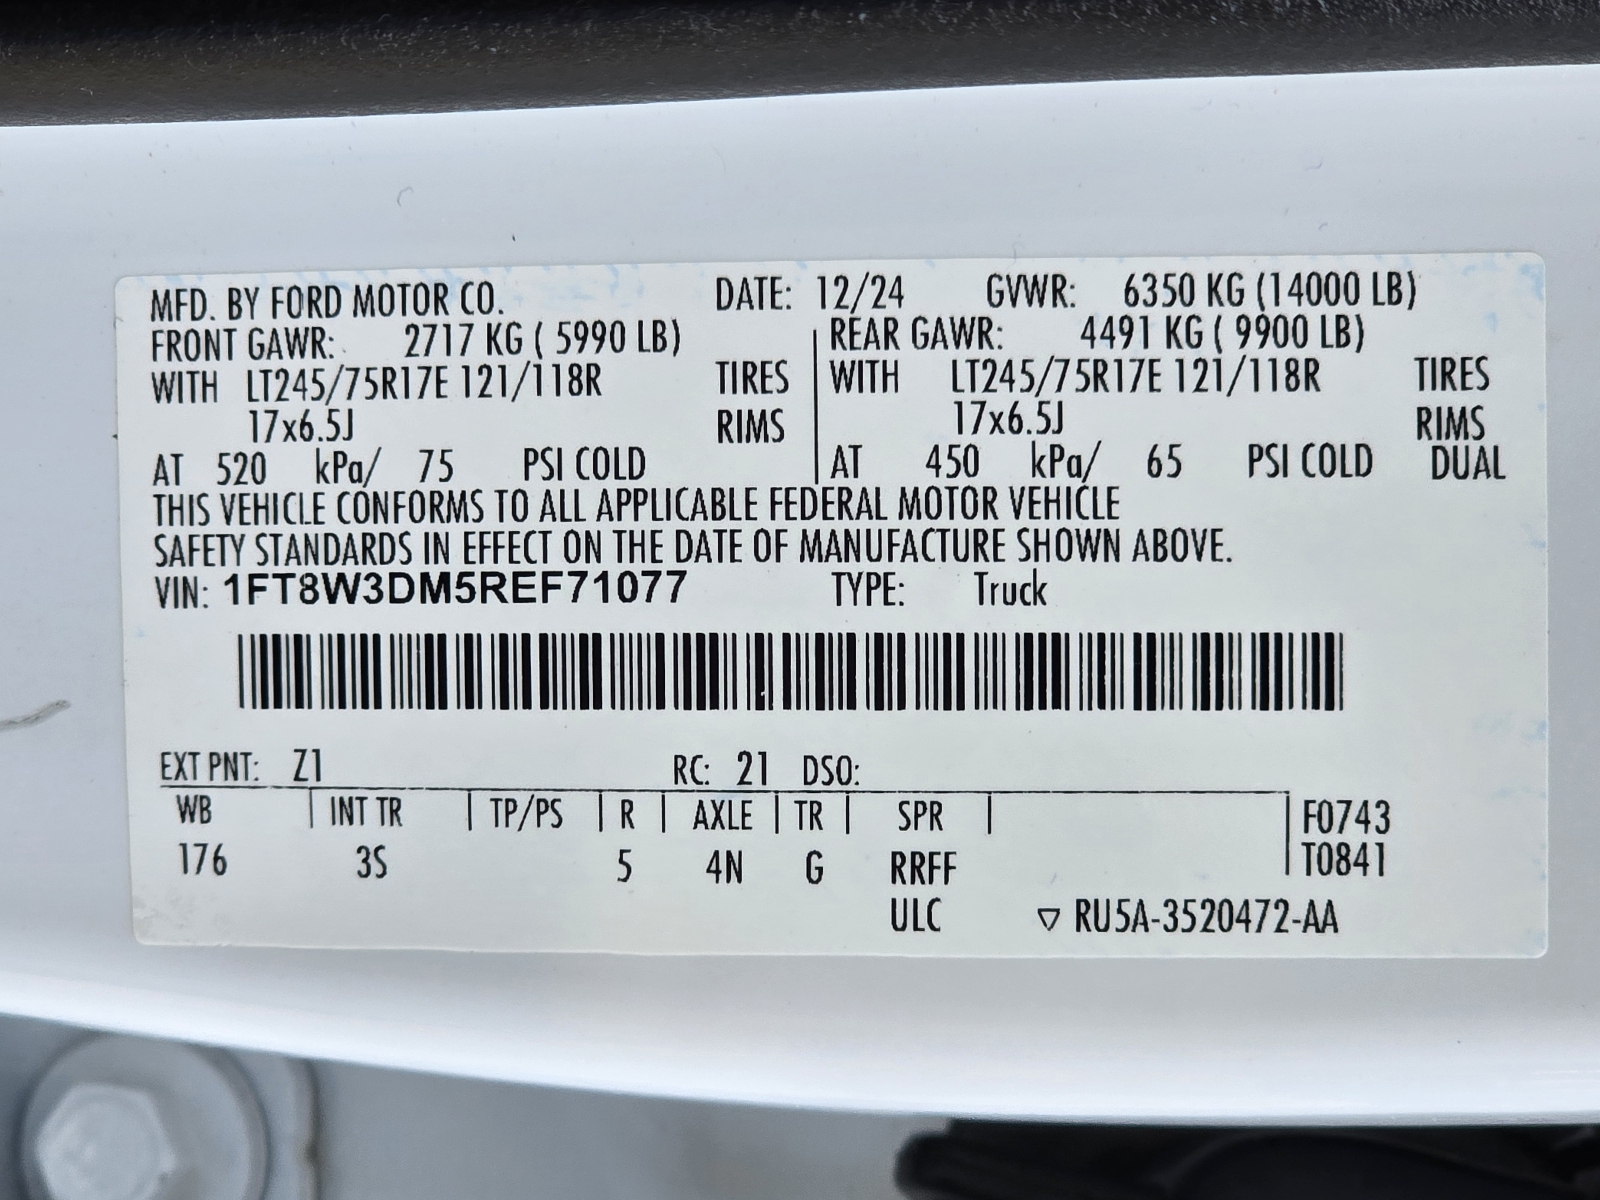 MFD. BY FORD MOTOR CO. DATE: 12/24 GVWR: 6350 KG (14000 LB)
FRONT GAWR: 2717 KG ( 5990 LB) REAR GAWR: 4491 KG ( 9900 LB)
WITH LT245/75R17E 121/118R TIRES WITH LT245/75R17E 121/118R TIRES
17x6.5J RIMS 17x6.5J RIMS
AT 520 kPa/ 75 PSI COLD AT 450 kPa/ 65 PSI COLD DUAL
THIS VEHICLE CONFORMS TO ALL APPLICABLE FEDERAL MOTOR VEHICLE
SAFETY STANDARDS IN EFFECT ON THE DATE OF MANUFACTURE SHOWN ABOVE.
VIN: 1FT8W3DM5REF71077 TYPE: Truck
EXT PNT: Z1 RC: 21 DSO:
WB INT TR TP/PS R AXLE TR SPR F0743
176 3S 5 4N G RRFF T0841
ULC ▽ RU5A-3520472-AA